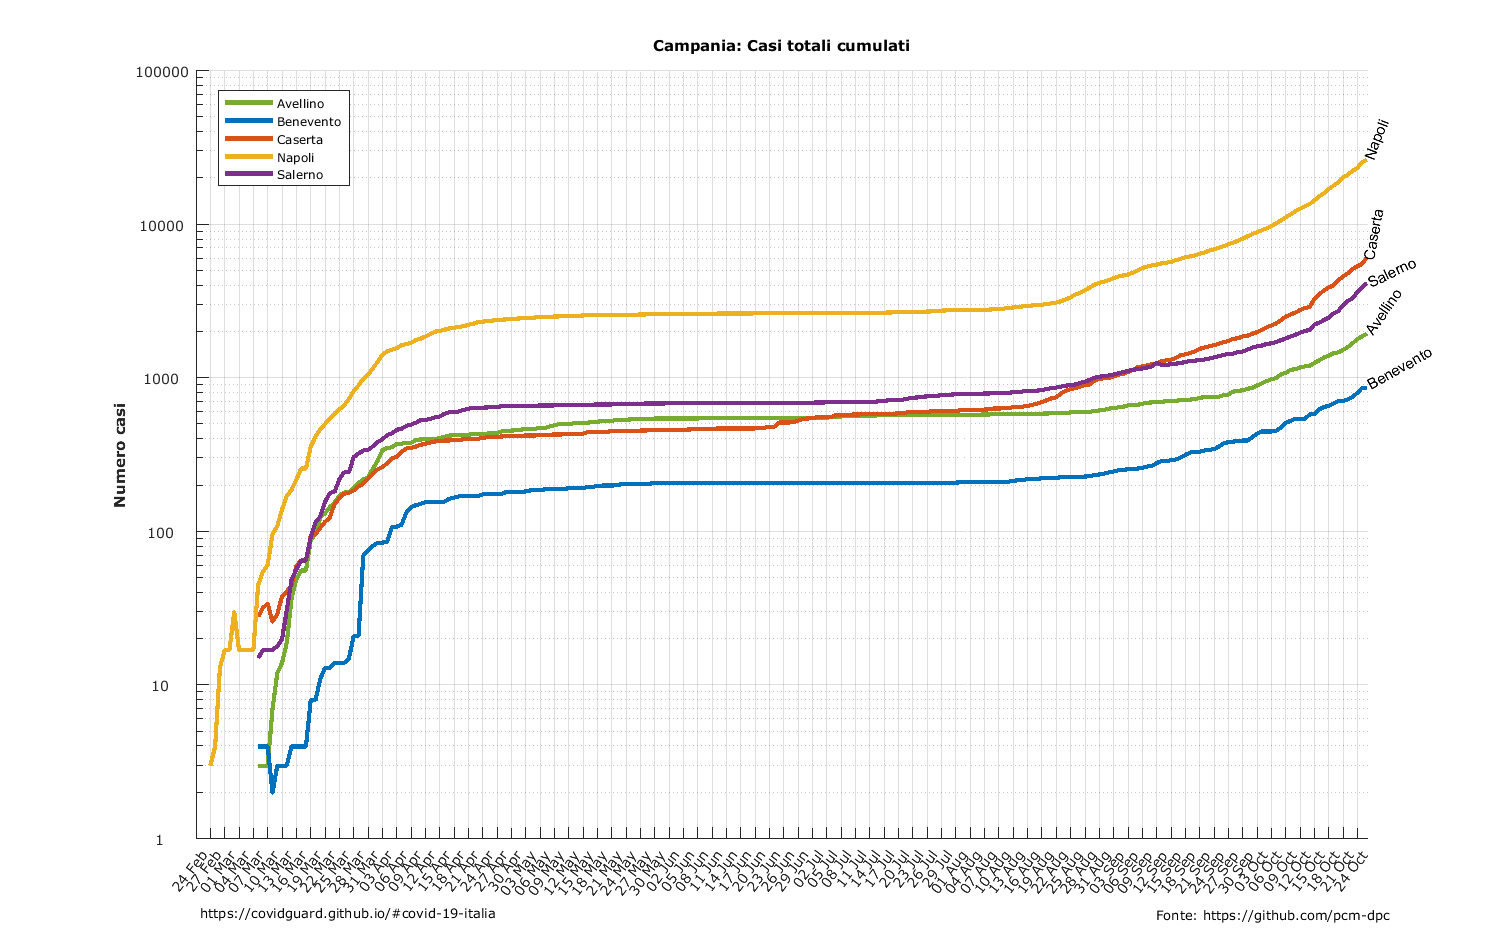 Campania: Casi totali cumulati
100000
10000
1000
100
10
1
Numero casi
Avellino
Benevento
Caserta
Napoli
Salerno
Napoli
Caserta
Salerno
Avellino
Benevento
24 Feb
27 Feb
01 Mar
04 Mar
07 Mar
10 Mar
13 Mar
16 Mar
19 Mar
22 Mar
25 Mar
28 Mar
31 Mar
03 Apr
06 Apr
09 Apr
12 Apr
15 Apr
18 Apr
21 Apr
24 Apr
27 Apr
30 Apr
03 May
06 May
09 May
12 May
15 May
18 May
21 May
24 May
27 May
30 May
02 Jun
05 Jun
08 Jun
11 Jun
14 Jun
17 Jun
20 Jun
23 Jun
26 Jun
29 Jun
02 Jul
05 Jul
08 Jul
11 Jul
14 Jul
17 Jul
20 Jul
23 Jul
26 Jul
29 Jul
01 Aug
04 Aug
07 Aug
10 Aug
13 Aug
16 Aug
19 Aug
22 Aug
25 Aug
28 Aug
31 Aug
03 Sep
06 Sep
09 Sep
12 Sep
15 Sep
18 Sep
21 Sep
24 Sep
27 Sep
30 Sep
03 Oct
06 Oct
09 Oct
12 Oct
15 Oct
18 Oct
21 Oct
24 Oct
https://covidguard.github.io/#covid-19-italia
Fonte: https://github.com/pcm-dpc